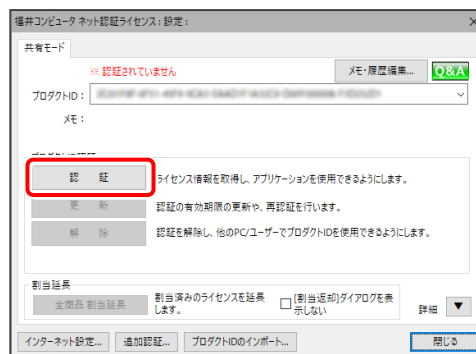 福井コンピュータ ネット認証ライセンス : 設定 :
共有モード
※ 認証されていません
メモ・履歴編集...
Q&A
プロダクトID :
メモ :
認 証
ライセンス情報を取得し、アプリケーションを使用できるようにします。
更 新
認証の有効期限の更新や、再認証を行います。
解 除
認証を解除し、他のPC/ユーザーでプロダクトIDを使用できるようにします。
割当延長
全商品 割当延長
割当済みのライセンスを延長します。
[割当返却]ダイアログを表示しない
詳細
インターネット設定...
追加認証...
プロダクトIDのインポート...
閉じる